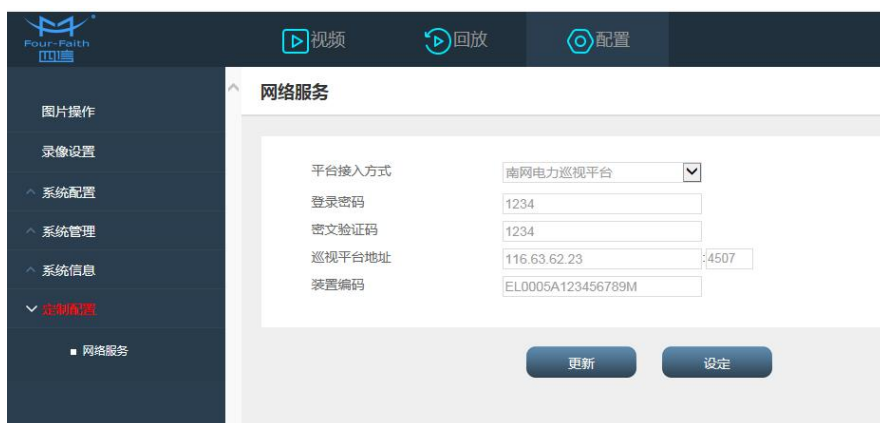 Four-Faith
四信
视频
回放
配置
图片操作
录像设置
系统配置
系统管理
系统信息
定制配置
网络服务
网络服务
平台接入方式 南网电力巡视平台
登录密码 1234
密文验证码 1234
巡视平台地址 116.63.62.23 :4507
装置编码 EL0005A123456789M
更新 设定